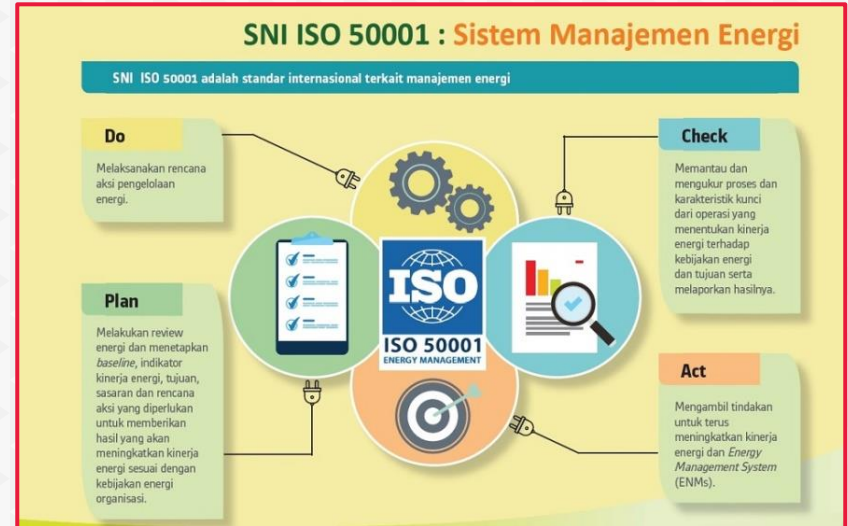 SNI ISO 50001 : Sistem Manajemen Energi
SNI ISO 50001 adalah standar internasional terkait manajemen energi
Do
Melaksanakan rencana
aksi pengelolaan
energi.
Plan
Melakukan review
energi dan menetapkan
baseline, indikator
kinerja energi, tujuan,
sasaran dan rencana
aksi yang diperlukan
untuk memberikan
hasil yang akan
meningkatkan kinerja
energi sesuai dengan
kebijakan energi
organisasi.
ISO
ISO 50001
ENERGY MANAGEMENT
Check
Memantau dan
mengukur proses dan
karakteristik kunci
dari operasi yang
menentukan kinerja
energi terhadap
kebijakan energi
dan tujuan serta
melaporkan hasilnya.
Act
Mengambil tindakan
untuk terus
meningkatkan kinerja
energi dan Energy
Management System
(ENMs).